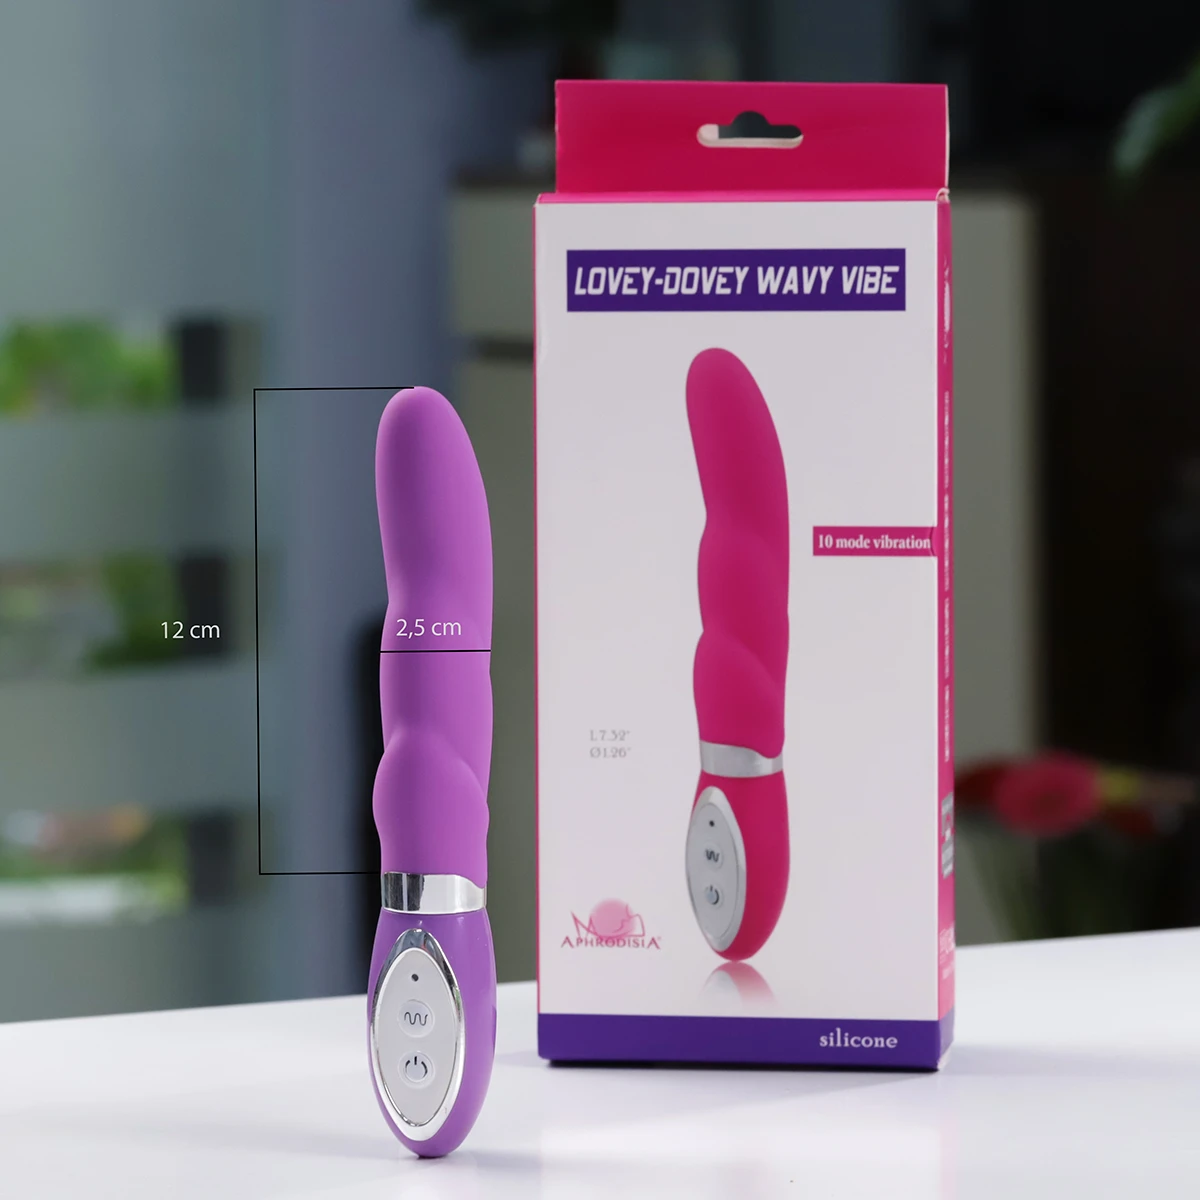 LOVEY-DOVEY WAVY VIBE
10 mode vibration
12 cm
2,5 cm
L7.32"
Ø1.26"
APHRODISIA®
silicone